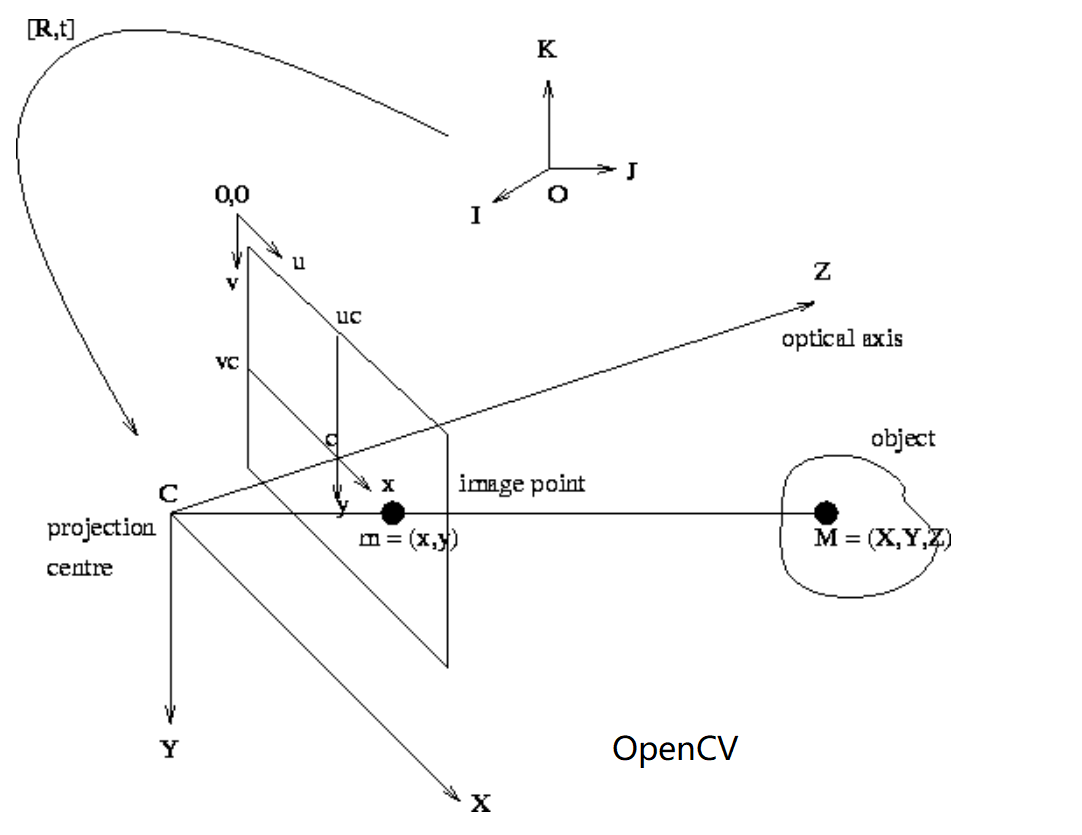 [R,t]
K
J
O
I
0,0
u
v
Z
uc
optical axis
vc
object
c
x
image point
C
y
projection
centre
m = (x,y)
M = (X,Y,Z)
Y
OpenCV
X